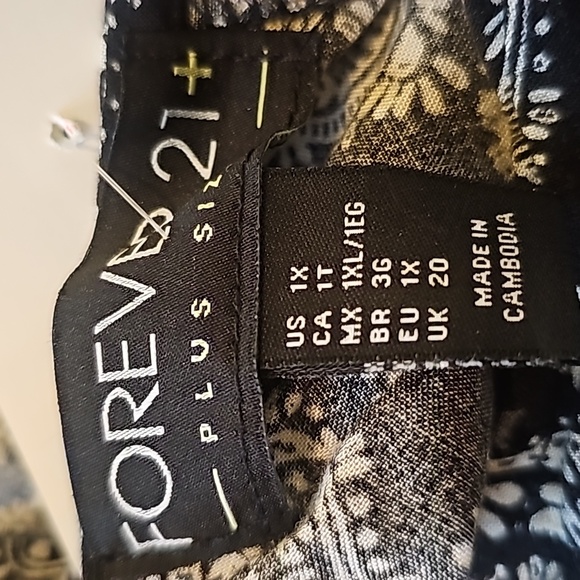 FOREVER 21+
PLUS SIZE
US 1X
CA 1T
MX 1XL/1EG
BR 3G
EU 1X
UK 20
MADE IN
CAMBODIA